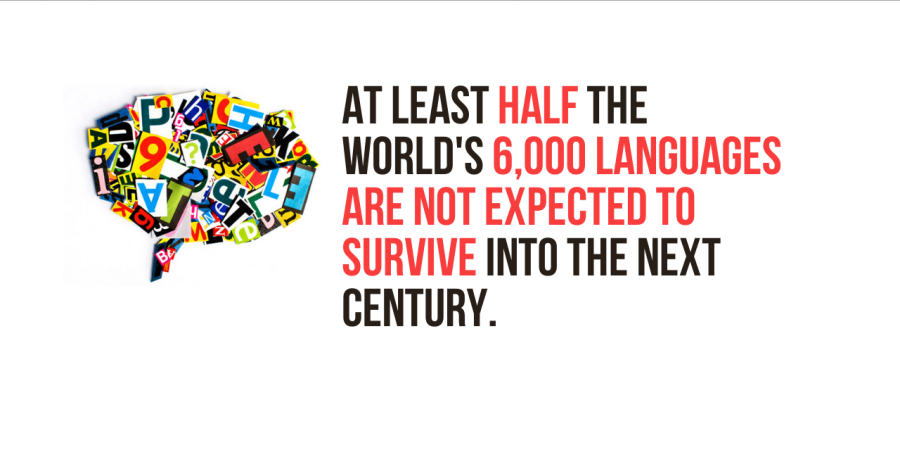 AT LEAST HALF THE
WORLD'S 6,000 LANGUAGES
ARE NOT EXPECTED TO
SURVIVE INTO THE NEXT
CENTURY.